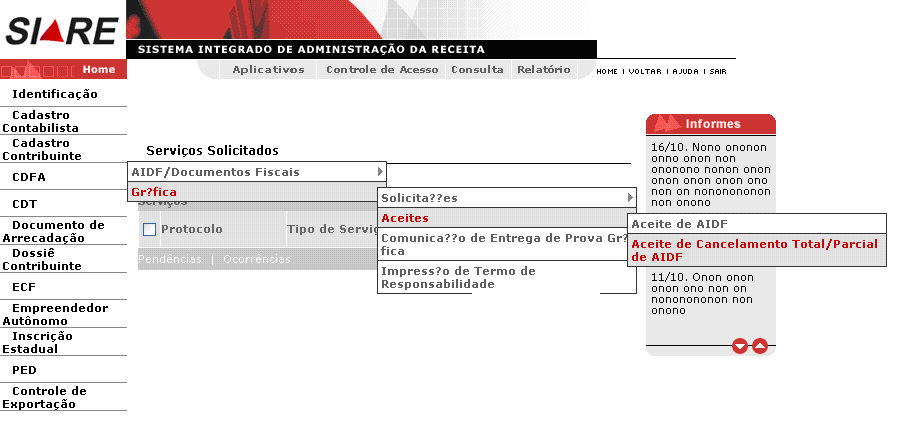 SIARE
SISTEMA INTEGRADO DE ADMINISTRAÇÃO DA RECEITA
Home
Aplicativos
Controle de Acesso
Consulta
Relatório
HOME | VOLTAR | AJUDA | SAIR
Identificação
Cadastro
Contabilista
Cadastro
Contribuinte
CDFA
CDT
Documento de
Arrecadação
Dossiê
Contribuinte
ECF
Empreendedor
Autônomo
Inscrição
Estadual
PED
Controle de
Exportação
Serviços Solicitados
AIDF/Documentos Fiscais
Gr?fica
Serviços
Protocolo
Tipo de Serviç
Pendências | Ocorrências
Solicita??es
Aceites
Comunica??o de Entrega de Prova Gr?
fica
Impress?o de Termo de
Responsabilidade
Aceite de AIDF
Aceite de Cancelamento Total/Parcial
de AIDF
Informes
16/10. Nono ononon
onno onon non
ononono nonon onon
onon onon onon ono
non on nononononon
non onono
11/10. Onon onon
onon ono non on
nonononono​n non
onono